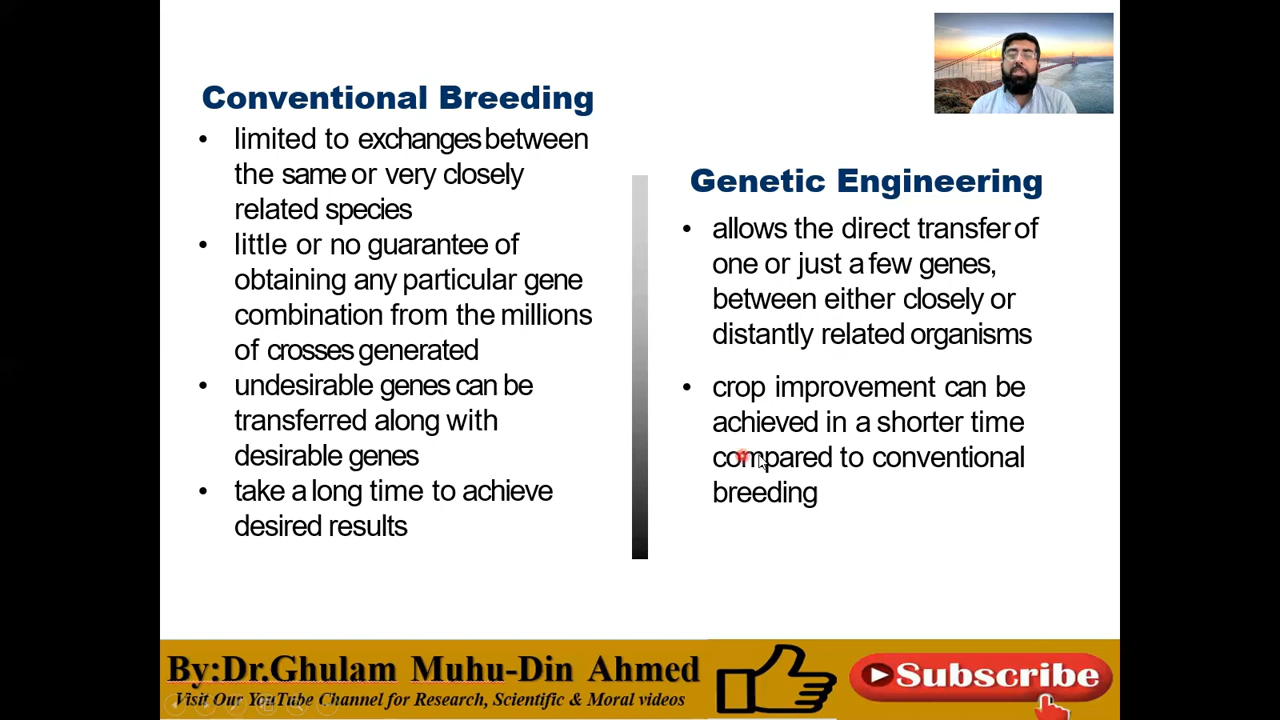 Conventional Breeding
• limited to exchanges between
the same or very closely
related species
• little or no guarantee of
obtaining any particular gene
combination from the millions
of crosses generated
• undesirable genes can be
transferred along with
desirable genes
• take a long time to achieve
desired results
Genetic Engineering
• allows the direct transfer of
one or just a few genes,
between either closely or
distantly related organisms
• crop improvement can be
achieved in a shorter time
compared to conventional
breeding
By:Dr.Ghulam Muhu-Din Ahmed
Visit Our YouTube Channel for Research, Scientific & Moral videos
Subscribe